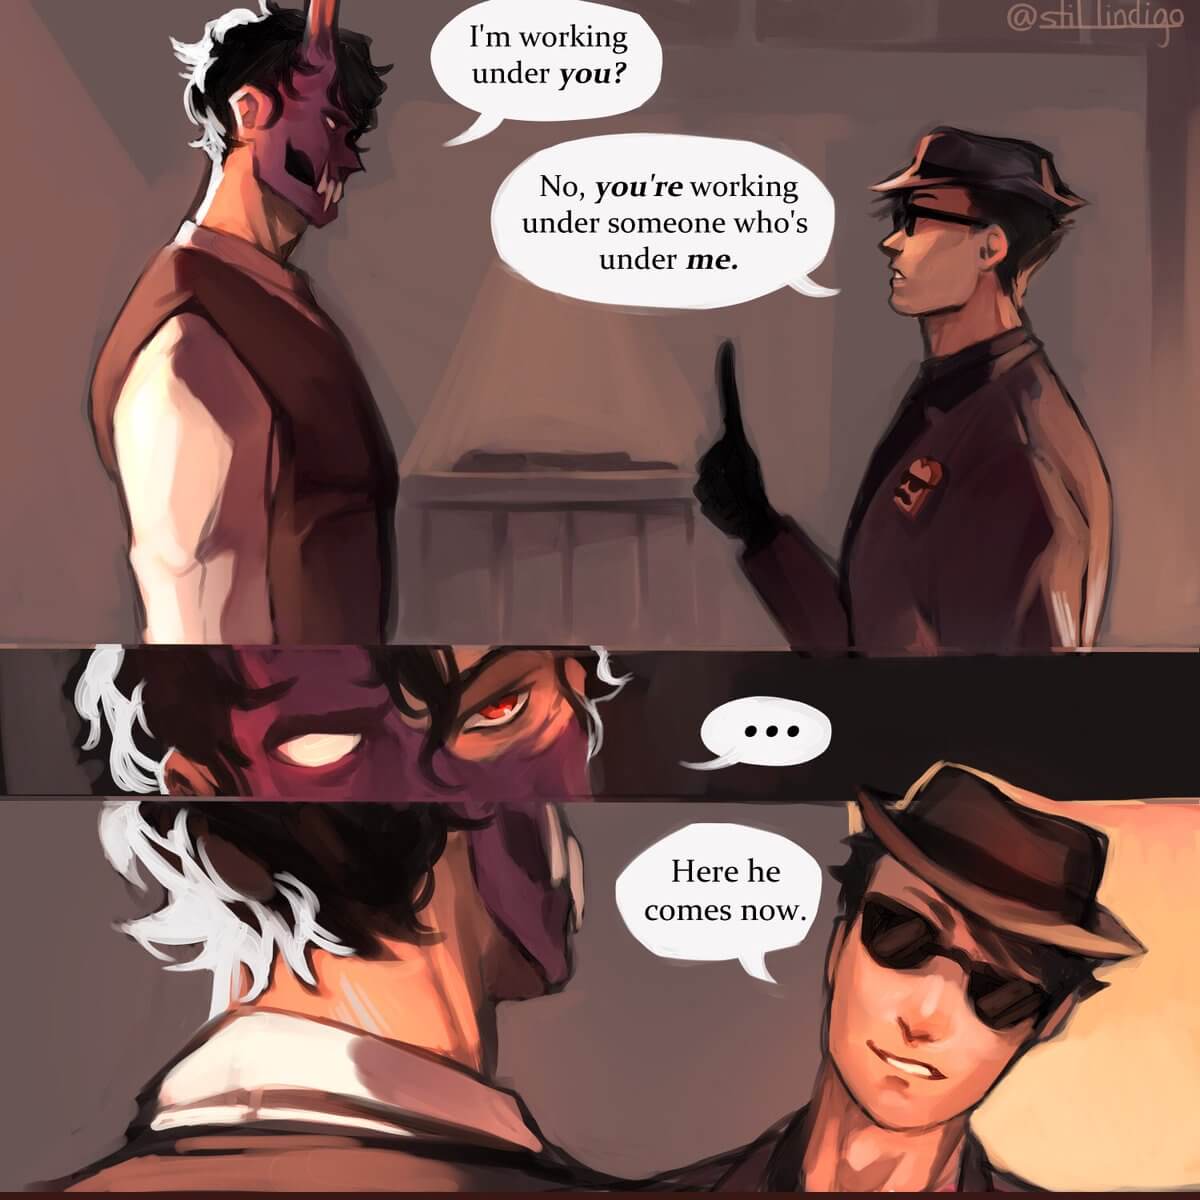 @stillindigo
I'm working
under you?
No, you're working
under someone who's
under me.
...
Here he
comes now.